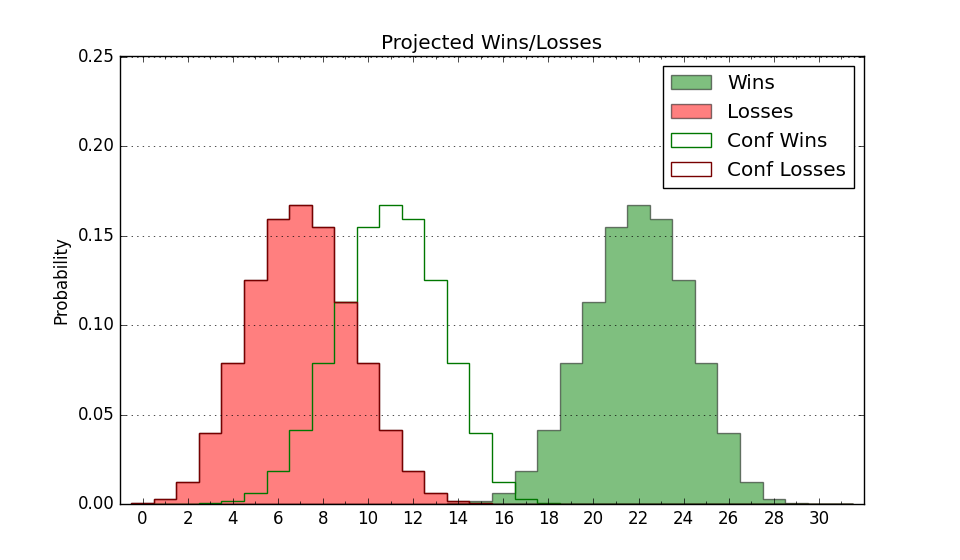 Projected Wins/Losses
0.25
0.20
0.15
0.10
0.05
0.00
Probability
Wins
Losses
Conf Wins
Conf Losses
0 2 4 6 8 10 12 14 16 18 20 22 24 26 28 30